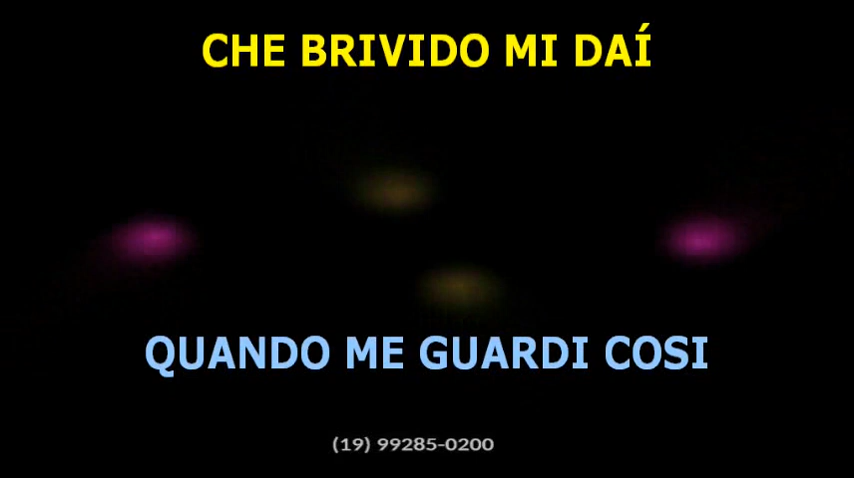 CHE BRIVIDO MI DAÍ
QUANDO ME GUARDI COSI
(19) 99285-0200